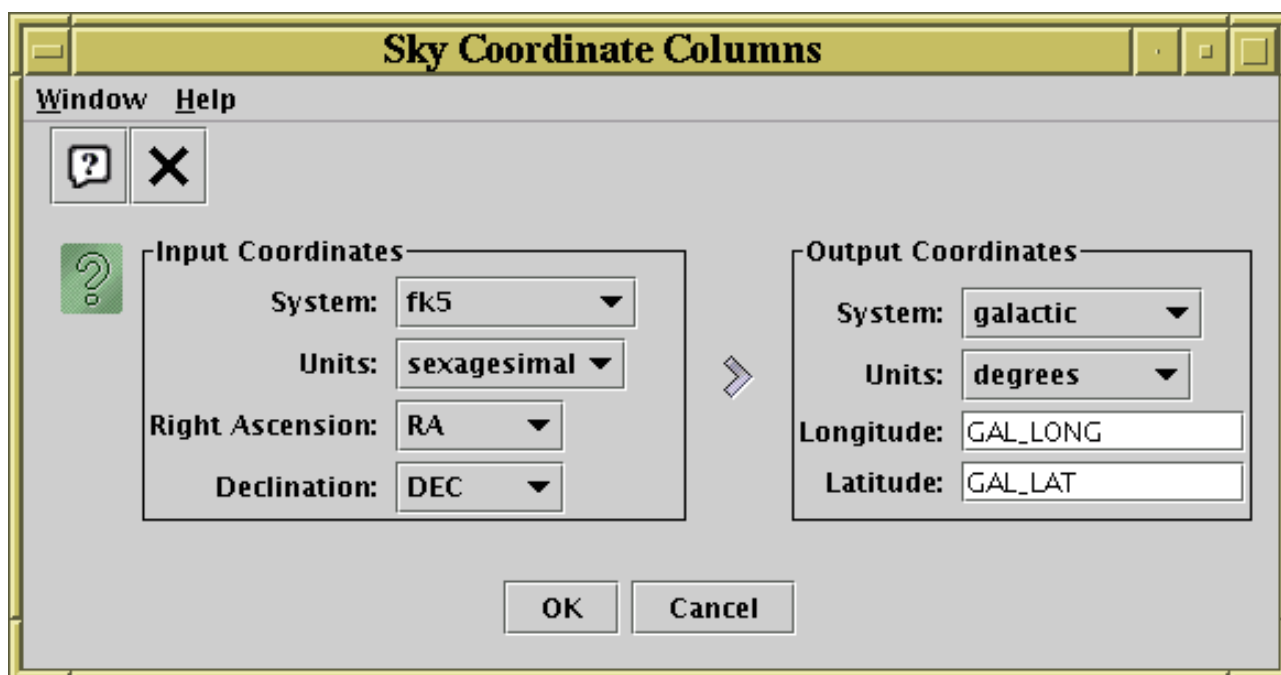 Sky Coordinate Columns
Window Help
Input Coordinates
System: fk5
Units: sexagesimal
Right Ascension: RA
Declination: DEC
Output Coordinates
System: galactic
Units: degrees
Longitude: GAL_LONG
Latitude: GAL_LAT
OK Cancel